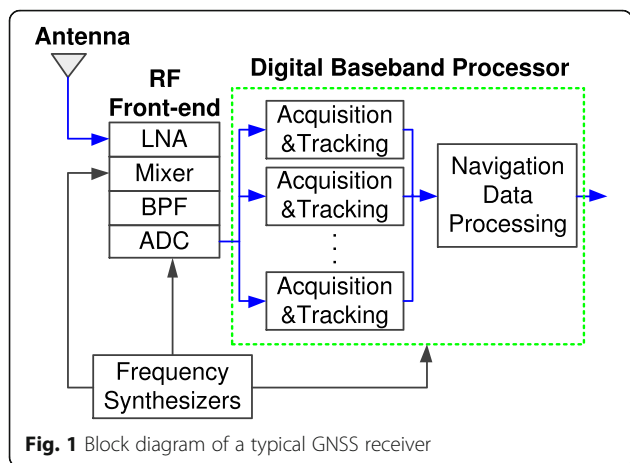 Antenna
RF
Front-end
LNA
Mixer
BPF
ADC
Digital Baseband Processor
Acquisition
&Tracking
Acquisition
&Tracking
Acquisition
&Tracking
Navigation
Data
Processing
Frequency
Synthesizers
Fig. 1 Block diagram of a typical GNSS receiver